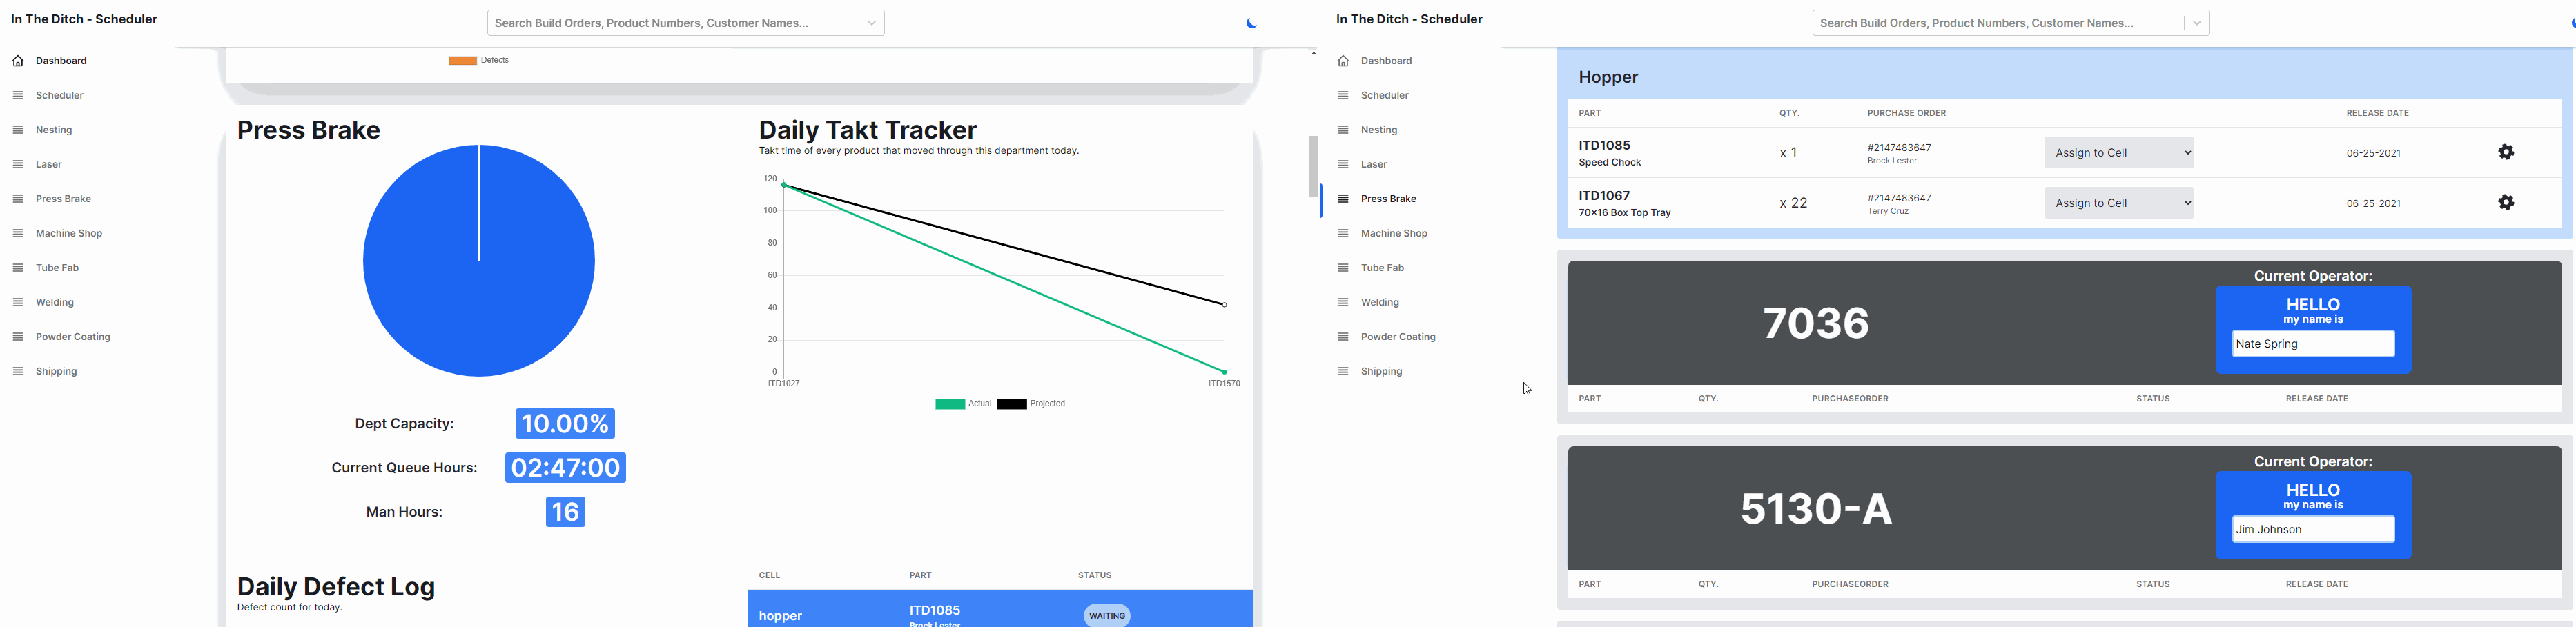 In The Ditch - Scheduler
Search Build Orders, Product Numbers, Customer Names...
Dashboard
Scheduler
Nesting
Laser
Press Brake
Machine Shop
Tube Fab
Welding
Powder Coating
Shipping
Defects
Press Brake
Dept Capacity: 10.00%
Current Queue Hours: 02:47:00
Man Hours: 16
Daily Takt Tracker
Takt time of every product that moved through this department today.
120
100
80
60
40
20
0
ITD1027 ITD1570
Actual Projected
Daily Defect Log
Defect count for today.
CELL PART STATUS
hopper ITD1085 WAITING
Brock Lester
In The Ditch - Scheduler
Search Build Orders, Product Numbers, Customer Names...
Dashboard
Scheduler
Nesting
Laser
Press Brake
Machine Shop
Tube Fab
Welding
Powder Coating
Shipping
Hopper
PART QTY. PURCHASE ORDER RELEASE DATE
ITD1085 x 1 #2147483647 Assign to Cell 06-25-2021
Speed Chock Brock Lester
ITD1067 x 22 #2147483647 Assign to Cell 06-25-2021
70x16 Box Top Tray Terry Cruz
7036
Current Operator:
HELLO
my name is
Nate Spring
PART QTY. PURCHASEORDER STATUS RELEASE DATE
5130-A
Current Operator:
HELLO
my name is
Jim Johnson
PART QTY. PURCHASEORDER STATUS RELEASE DATE